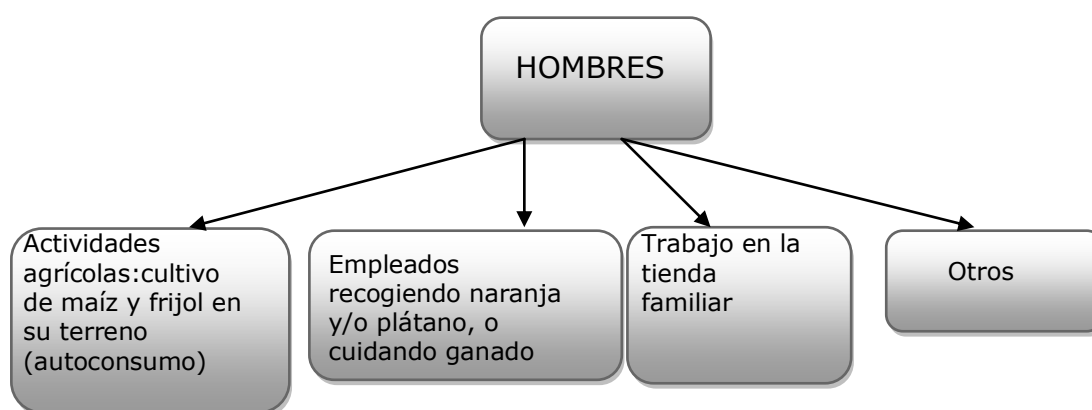 HOMBRES
Actividades
agrícolas:cultivo
de maíz y frijol en
su terreno
(autoconsumo)
Empleados
recogiendo naranja
y/o plátano, o
cuidando ganado
Trabajo en la
tienda
familiar
Otros